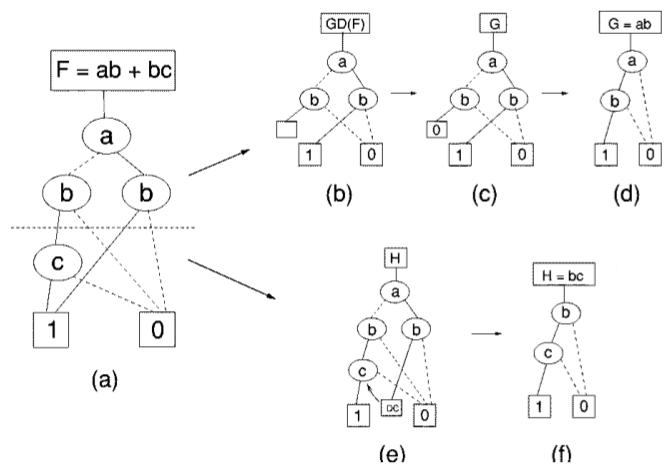 F = ab + bc
a
b b
c
1 0
(a)
GD(F)
a
b b
1 0
(b)
G
a
b b
0
1 0
(c)
G = ab
a
b
1 0
(d)
H
a
b b
c
DC
1 0
(e)
H = bc
b
c
1 0
(f)